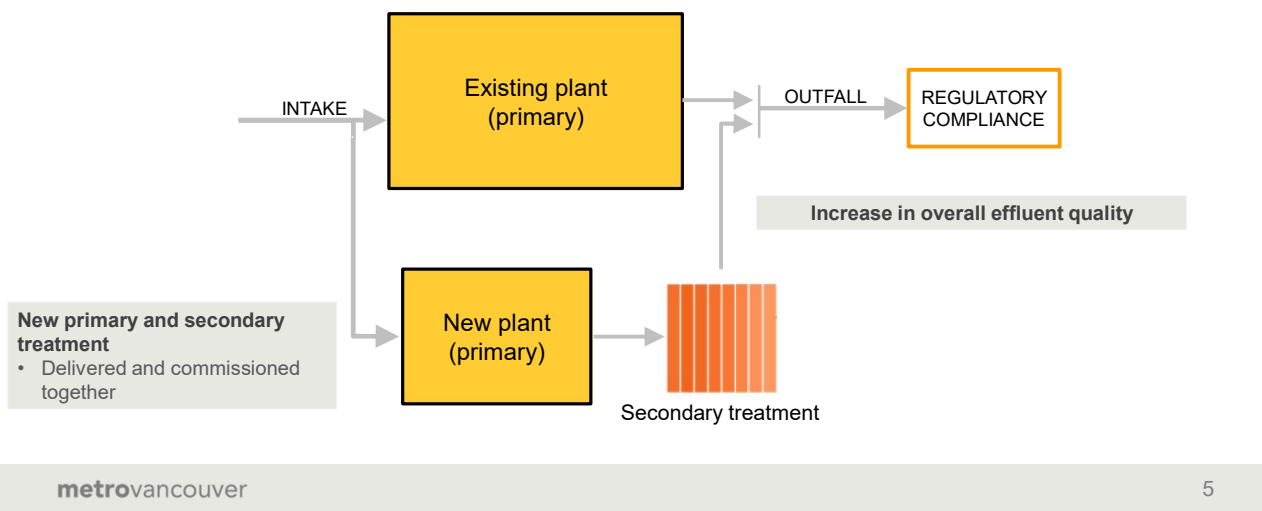 INTAKE
Existing plant
(primary)
OUTFALL
REGULATORY
COMPLIANCE
Increase in overall effluent quality
New primary and secondary
treatment
• Delivered and commissioned
together
New plant
(primary)
Secondary treatment
metrovancouver
5